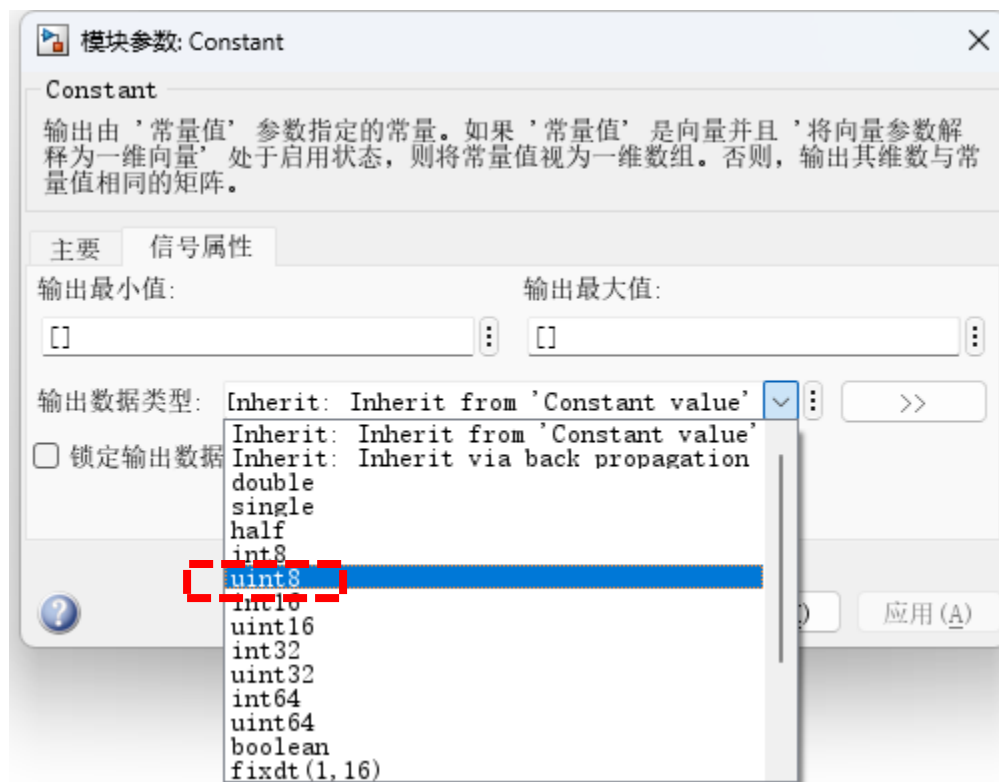 模块参数: Constant
Constant
输出由 '常量值' 参数指定的常量。如果 '常量值' 是向量并且 '将向量参数解
释为一维向量' 处于启用状态，则将常量值视为一维数组。否则，输出其维数与常
量值相同的矩阵。
主要 信号属性
输出最小值: 输出最大值:
[] []
输出数据类型: Inherit: Inherit from 'Constant value' >>
锁定输出数据
Inherit: Inherit from 'Constant value'
Inherit: Inherit via back propagation
double
single
half
int8
uint8
int16
uint16
int32
uint32
int64
uint64
boolean
fixdt(1,16)
应用(A)